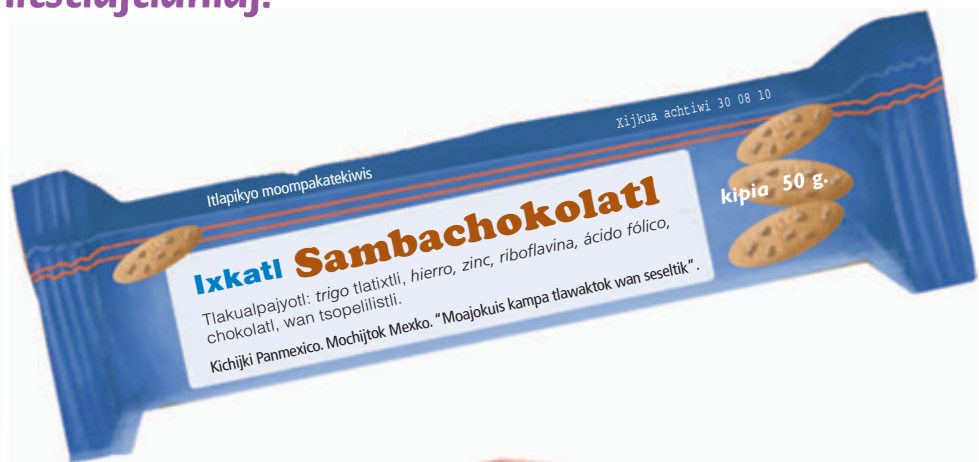 Xijkua achtiwi 30 08 10
Itlapikyo moompakatekiwis
kipia 50 g.
Ixkatl Sambachokolatl
Tlakualpajyotl: trigo tlatixtli, hierro, zinc, riboflavina, ácido fólico,
chokolatl, wan tsopelilistli.
Kichijki Panmexico. Mochijtok Mexko. “Moajokuis kampa tlawaktok wan seseltik”.